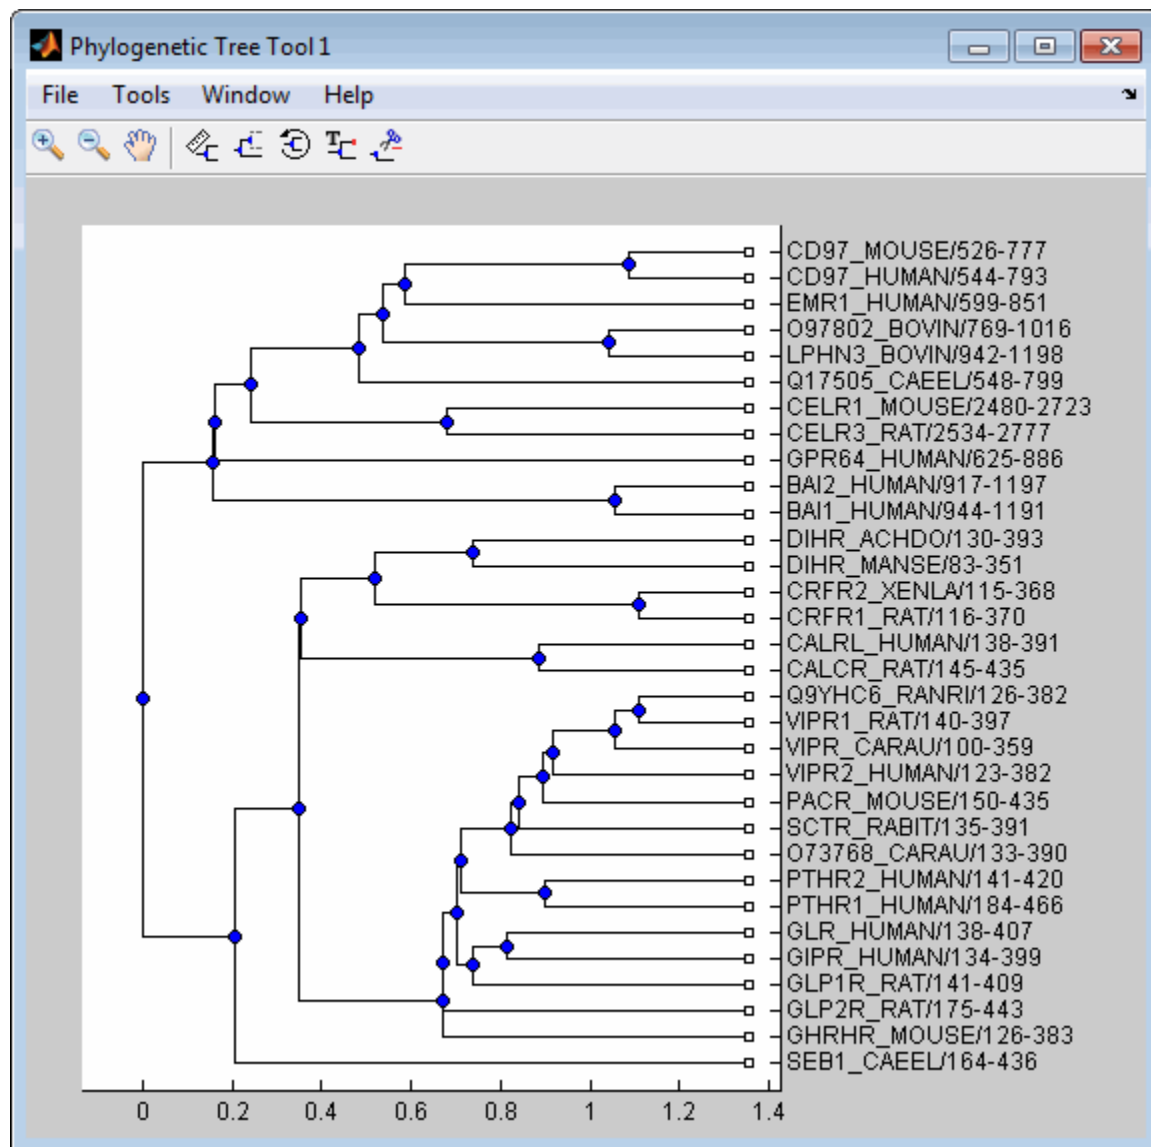 Phylogenetic Tree Tool 1
File Tools Window Help
CD97_MOUSE/526-777
CD97_HUMAN/544-793
EMR1_HUMAN/599-851
O97802_BOVIN/769-1016
LPHN3_BOVIN/942-1198
Q17505_CAEEL/548-799
CELR1_MOUSE/2480-2723
CELR3_RAT/2534-2777
GPR64_HUMAN/625-886
BAI2_HUMAN/917-1197
BAI1_HUMAN/944-1191
DIHR_ACHDO/130-393
DIHR_MANSE/83-351
CRFR2_XENLA/115-368
CRFR1_RAT/116-370
CALRL_HUMAN/138-391
CALCR_RAT/145-435
Q9YHC6_RANRI/126-382
VIPR1_RAT/140-397
VIPR_CARAU/100-359
VIPR2_HUMAN/123-382
PACR_MOUSE/150-435
SCTR_RABIT/135-391
O73768_CARAU/133-390
PTHR2_HUMAN/141-420
PTHR1_HUMAN/184-466
GLR_HUMAN/138-407
GIPR_HUMAN/134-399
GLP1R_RAT/141-409
GLP2R_RAT/175-443
GHRHR_MOUSE/126-383
SEB1_CAEEL/164-436
0 0.2 0.4 0.6 0.8 1 1.2 1.4